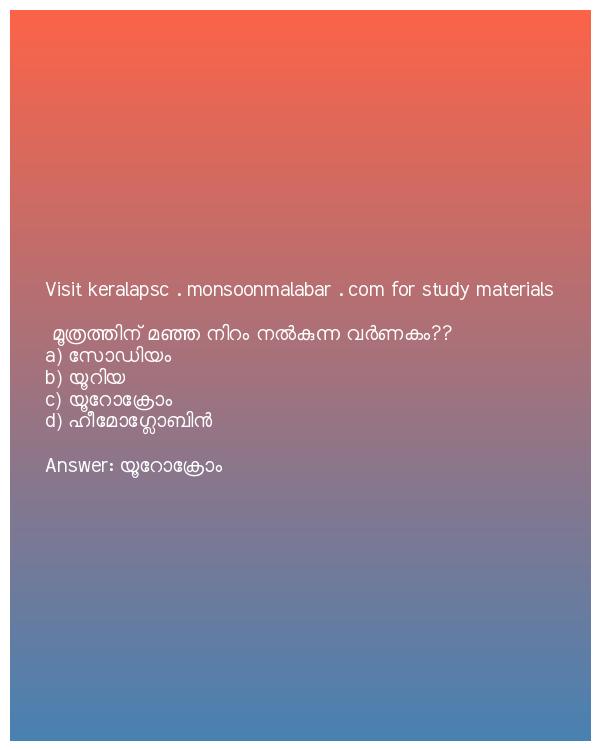 Visit keralapsc . monsoonmalabar . com for study materials
മൂത്രത്തിന് മഞ്ഞ നിറം നൽകുന്ന വർണകം??
a) സോഡിയം
b) യൂറിയ
c) യൂറോക്രോം
d) ഹീമോഗ്ലോബിൻ
Answer: യൂറോക്രോം